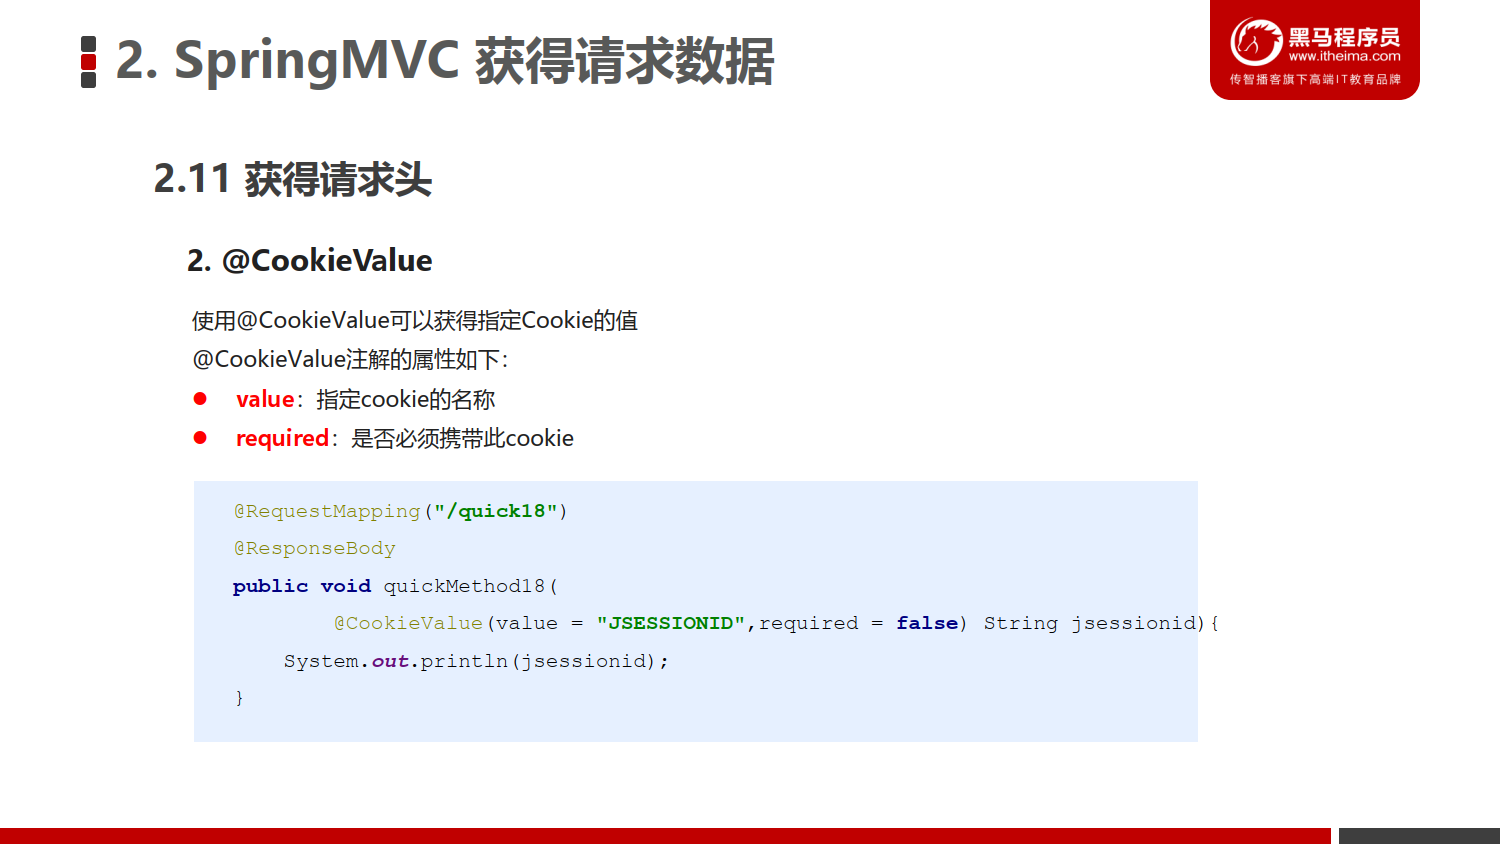 2. SpringMVC 获得请求数据
黑马程序员
www.itheima.com
传智播客旗下高端IT教育品牌
2.11 获得请求头
2. @CookieValue
使用@CookieValue可以获得指定Cookie的值
@CookieValue注解的属性如下：
● value：指定cookie的名称
● required：是否必须携带此cookie
@RequestMapping("/quick18")
@ResponseBody
public void quickMethod18(
@CookieValue(value = "JSESSIONID",required = false) String jsessionid){
System.out.println(jsessionid);
}